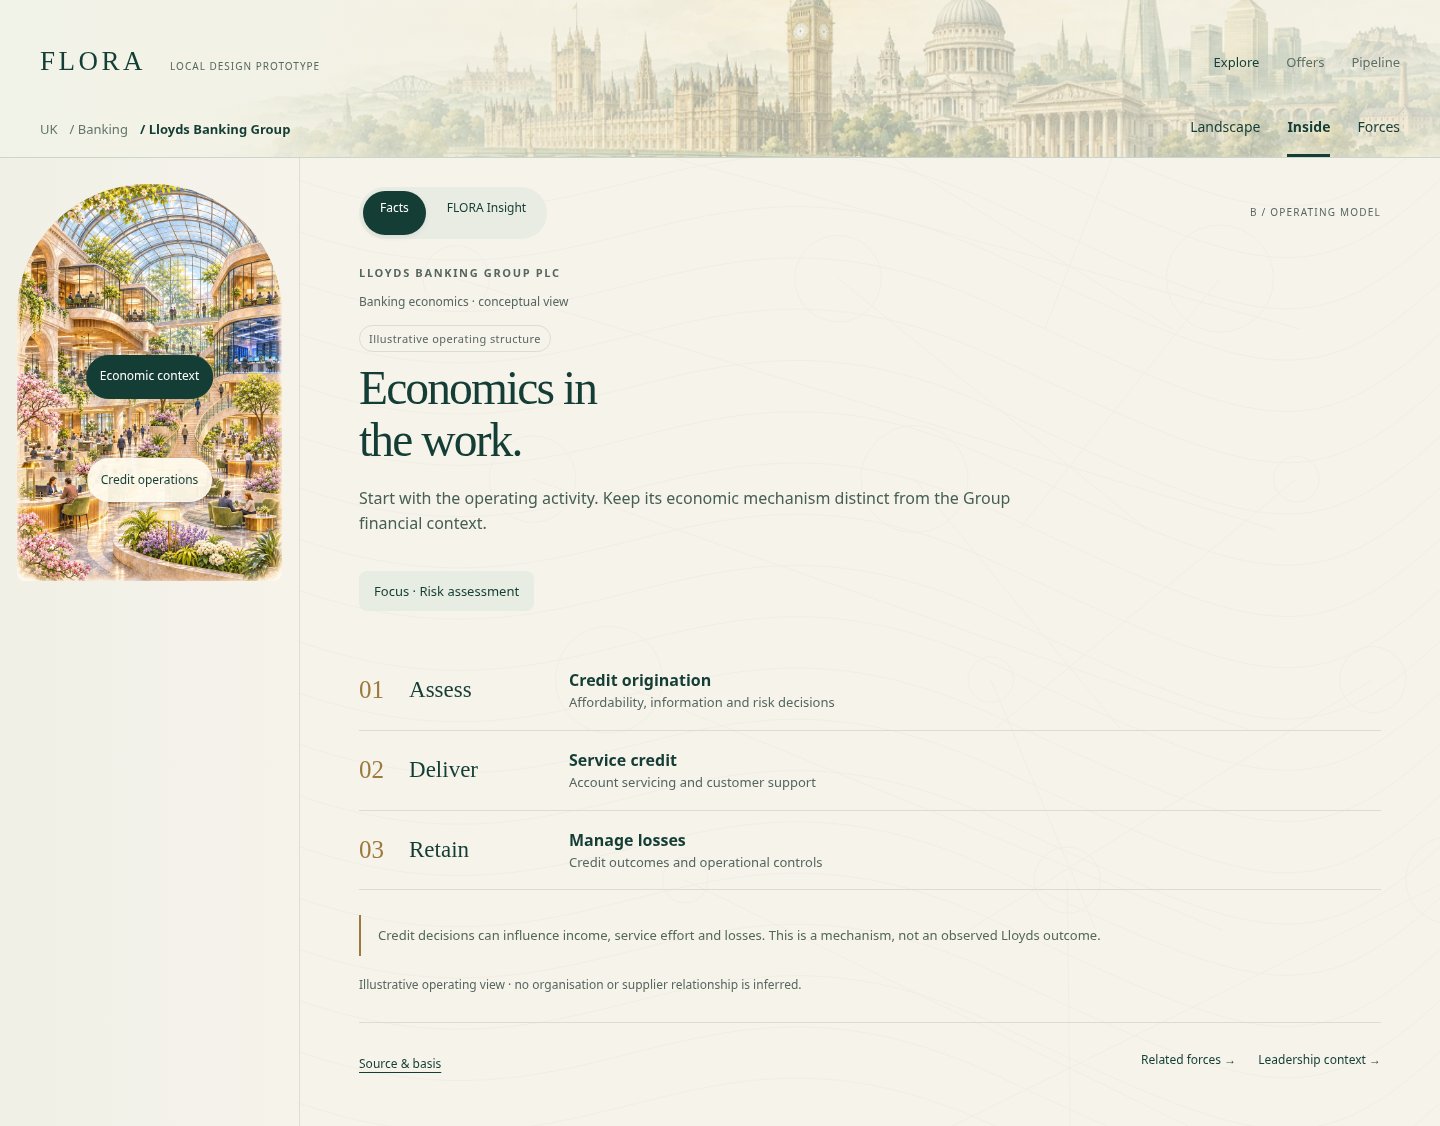 FLORA
LOCAL DESIGN PROTOTYPE
Explore
Offers
Pipeline
UK / Banking / Lloyds Banking Group
Landscape
Inside
Forces
Economic context
Credit operations
Facts
FLORA Insight
B / OPERATING MODEL
LLOYDS BANKING GROUP PLC
Banking economics · conceptual view
Illustrative operating structure
Economics in
the work.
Start with the operating activity. Keep its economic mechanism distinct from the Group
financial context.
Focus · Risk assessment
01 Assess
Credit origination
Affordability, information and risk decisions
02 Deliver
Service credit
Account servicing and customer support
03 Retain
Manage losses
Credit outcomes and operational controls
Credit decisions can influence income, service effort and losses. This is a mechanism, not an observed Lloyds outcome.
Illustrative operating view · no organisation or supplier relationship is inferred.
Source & basis
Related forces →
Leadership context →